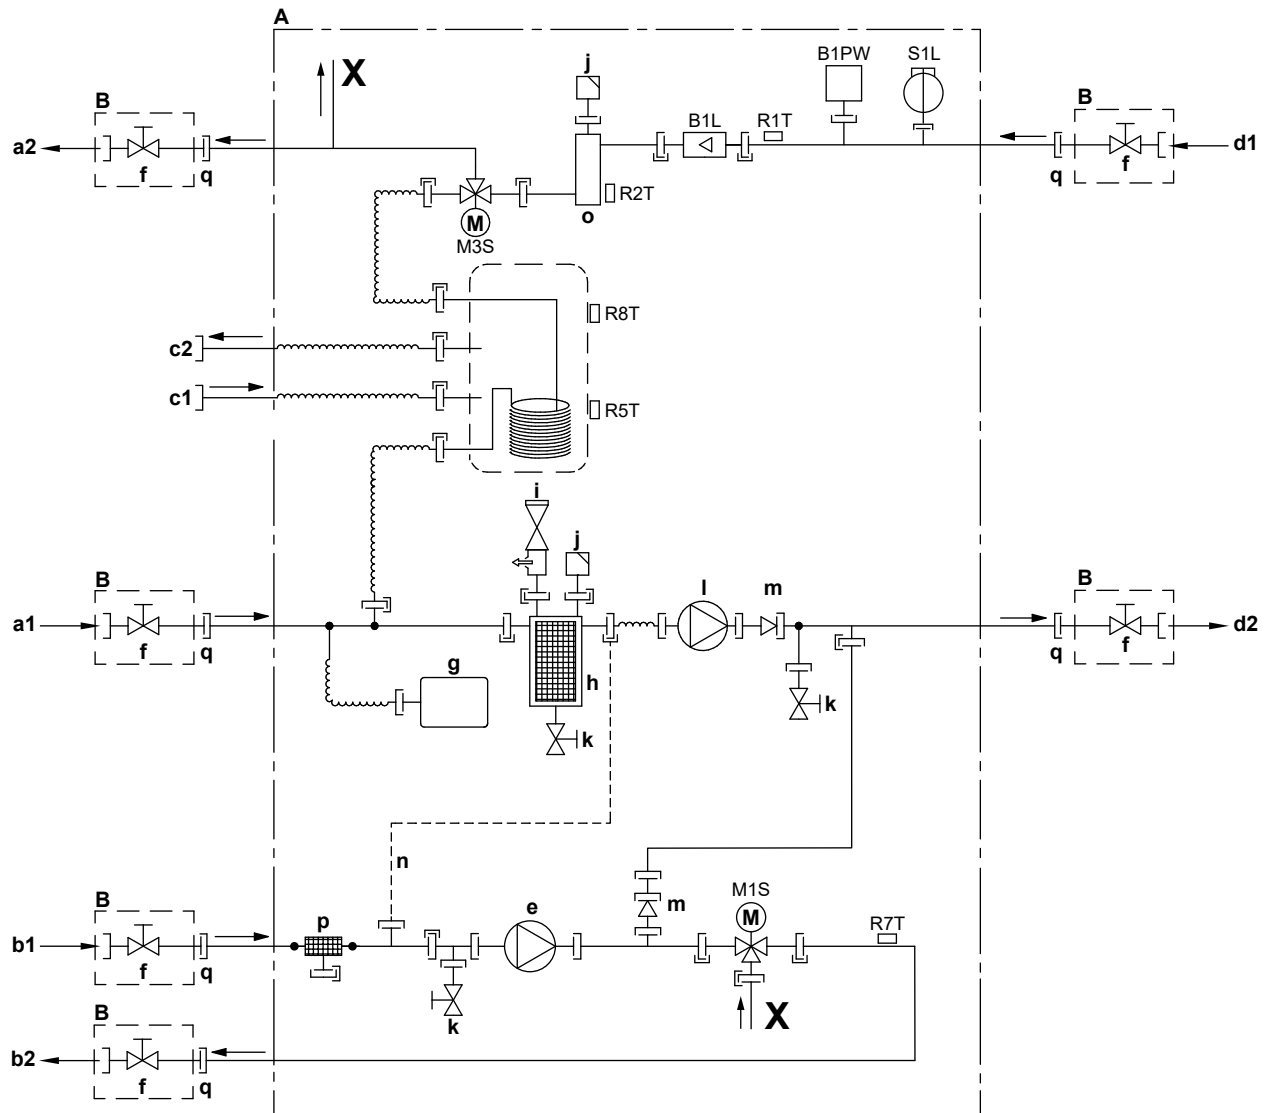 A
X
j
B1PW
S1L
B
B
a2
f
q
B1L
R1T
q
f
d1
M
M3S
o
R2T
R8T
c2
c1
R5T
i
j
B
l
m
B
a1
f
q
q
f
d2
g
h
k
k
n
B
p
e
m
M1S
M
R7T
b1
f
q
k
X
B
b2
f
q